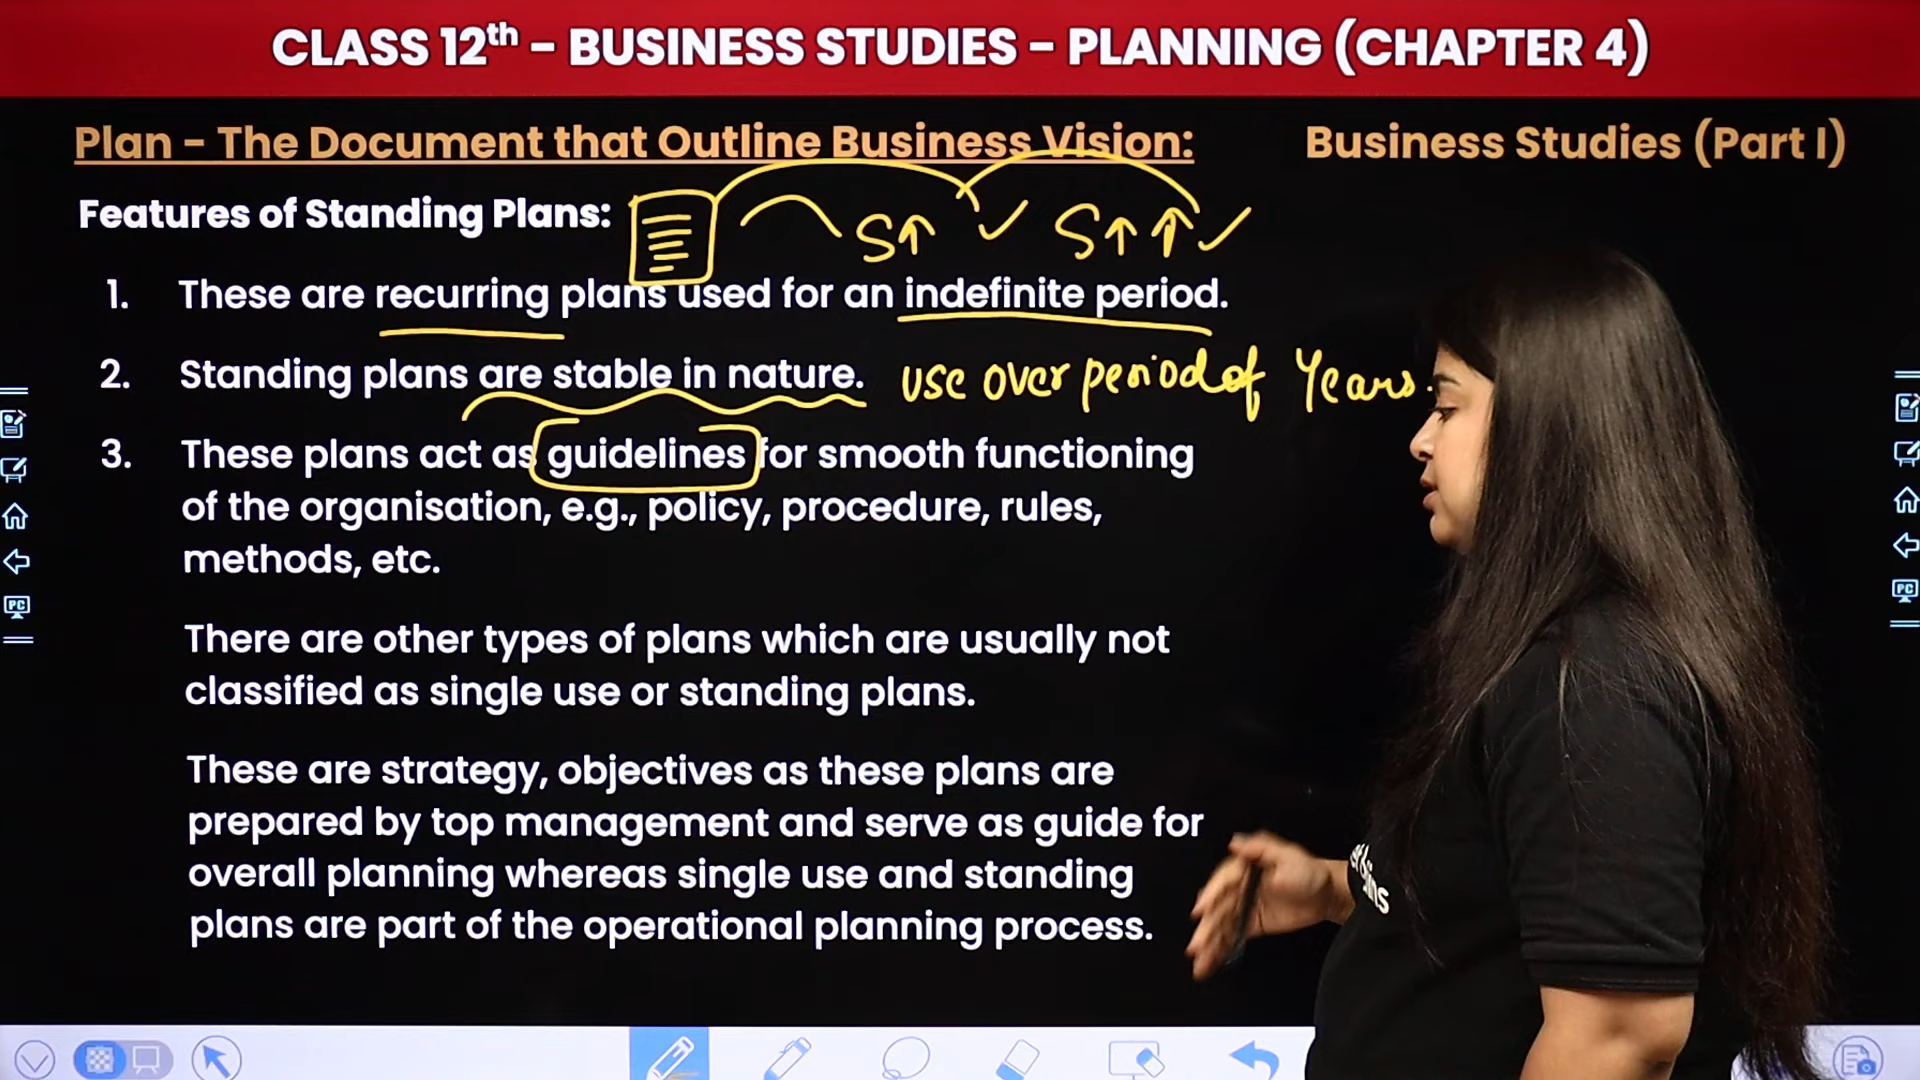 CLASS 12th – BUSINESS STUDIES – PLANNING (CHAPTER 4)
Plan – The Document that Outline Business Vision:
Business Studies (Part I)
Features of Standing Plans:
S↑ ✓ S↑↑✓
1. These are recurring plans used for an indefinite period.
2. Standing plans are stable in nature. use over period of Years.
3. These plans act as guidelines for smooth functioning
of the organisation, e.g., policy, procedure, rules,
methods, etc.
There are other types of plans which are usually not
classified as single use or standing plans.
These are strategy, objectives as these plans are
prepared by top management and serve as guide for
overall planning whereas single use and standing
plans are part of the operational planning process.
PC
PC